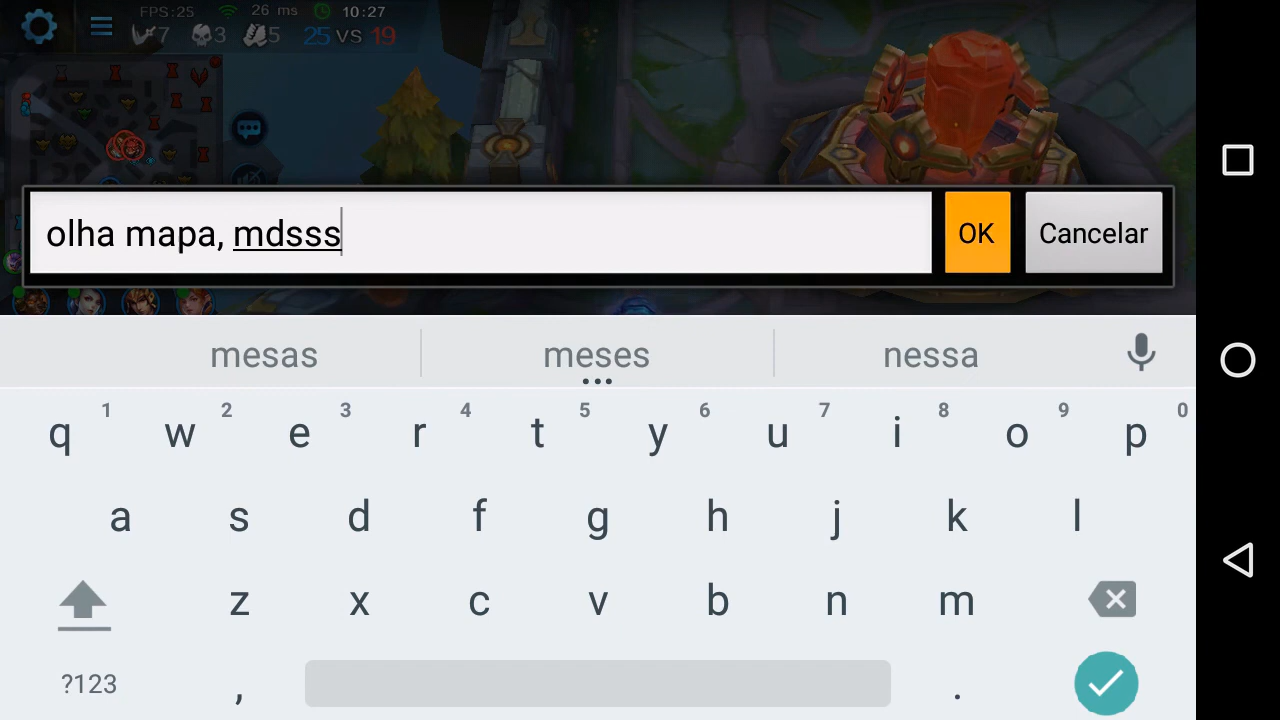 FPS:25 26 ms 10:27
7 3 5 25 VS 19
olha mapa, mdsss OK Cancelar
mesas meses nessa
1 2 3 4 5 6 7 8 9 0
q w e r t y u i o p
a s d f g h j k l
z x c v b n m
?123 , .